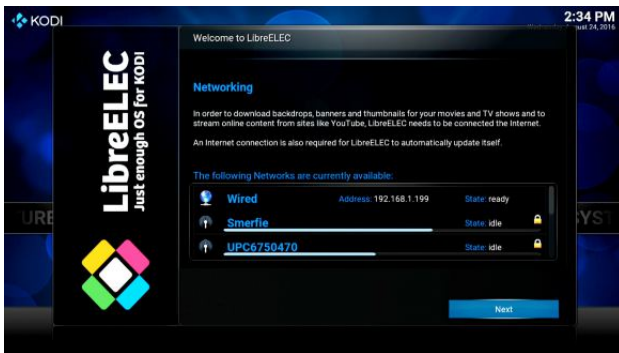 KODI
2:34 PM
Wednesday, August 24, 2016
Welcome to LibreELEC
LibreELEC
Just enough OS for KODI
Networking
In order to download backdrops, banners and thumbnails for your movies and TV shows and to
stream online content from sites like YouTube, LibreELEC needs to be connected the Internet.
An Internet connection is also required for LibreELEC to automatically update itself.
The following Networks are currently available:
Wired Address: 192.168.1.199 State: ready
Smerfie State: idle
UPC6750470 State: idle
URE
SYST
Next